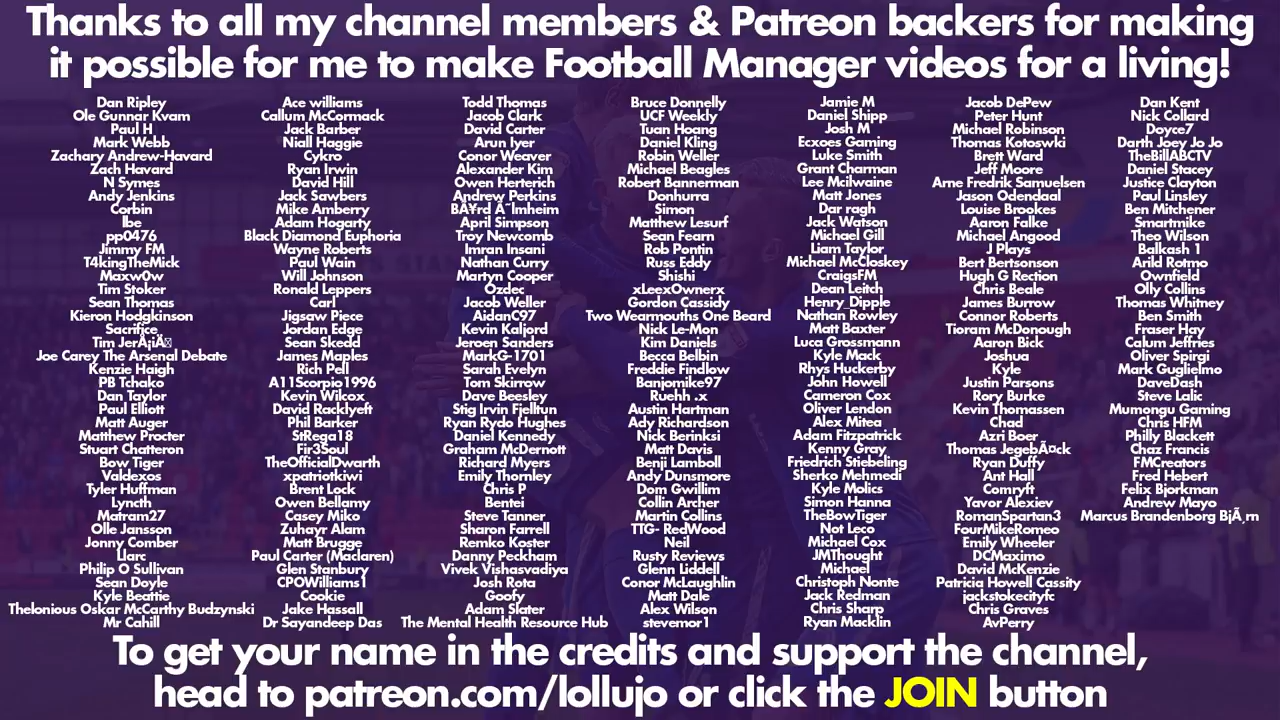 Thanks to all my channel members & Patreon backers for making
it possible for me to make Football Manager videos for a living!
Dan Ripley
Ole Gunnar Kvam
Paul H
Mark Webb
Zachary Andrew-Havard
Zach Havard
N Symes
Andy Jenkins
Corbin
Ibe
pp0476
Jimmy FM
T4kingTheMick
Maxw0w
Tim Stoker
Sean Thomas
Kieron Hodgkinson
Sacrifice
Tim JerÃ¡iÄ
Joe Carey The Arsenal Debate
Kenzie Haigh
PB Tchako
Dan Taylor
Paul Elliott
Matt Auger
Matthew Procter
Stuart Chatteron
Bow Tiger
Valdexos
Tyler Huffman
Lyncth
Matram27
Olle Jansson
Jonny Comber
Llarc
Philip O Sullivan
Sean Doyle
Kyle Beattie
Thelonious Oskar McCarthy Budzynski
Mr Cahill
Ace williams
Callum McCormack
Jack Barber
Niall Haggie
Cykro
Ryan Irwin
David Hill
Jack Sawbers
Mike Amberry
Adam Hogarty
Black Diamond Euphoria
Wayne Roberts
Paul Wain
Will Johnson
Ronald Leppers
Carl
Jigsaw Piece
Jordan Edge
Sean Skedd
James Maples
Rich Pell
A11Scorpio1996
Kevin Wilcox
David Racklyeft
Phil Barker
StRega18
Fir3Soul
TheOfficialDwarth
xpatriotkiwi
Brent Lock
Owen Bellamy
Casey Miko
Zuhayr Alam
Matt Brugge
Paul Carter (Maclaren)
Glen Stanbury
CPOWilliams1
Cookie
Jake Hassall
Dr Sayandeep Das
Todd Thomas
Jacob Clark
David Carter
Arun Iyer
Conor Weaver
Alexander Kim
Owen Herterich
Andrew Perkins
BÃ¥rd Ã˜lmheim
April Simpson
Troy Newcomb
Imran Insani
Nathan Curry
Martyn Cooper
Ozdec
Jacob Weller
AidanC97
Kevin Kaljord
Jeroen Sanders
MarkG-1701
Sarah Evelyn
Tom Skirrow
Dave Beesley
Stig Irvin Fjelltun
Ryan Rydo Hughes
Daniel Kennedy
Graham McDernott
Richard Myers
Emily Thornley
Chris P
Bentei
Steve Tanner
Sharon Farrell
Remko Koster
Danny Peckham
Vivek Vishasvadiya
Josh Rota
Goofy
Adam Slater
The Mental Health Resource Hub
Bruce Donnelly
UCF Weekly
Tuan Hoang
Daniel Kling
Robin Weller
Michael Beagles
Robert Bannerman
Donhurra
Simon
Matthew Lesurf
Sean Fearn
Rob Pontin
Russ Eddy
Shishi
xLeexOwnerx
Gordon Cassidy
Two Wearmouths One Beard
Nick Le-Mon
Kim Daniels
Becca Belbin
Freddie Findlow
Banjomike97
Ruehh .x
Austin Hartman
Ady Richardson
Nick Berinksi
Matt Davis
Benji Lamboll
Andy Dunsmore
Dom Gwillim
Collin Archer
Martin Collins
TTG- RedWood
Neil
Rusty Reviews
Glenn Liddell
Conor McLaughlin
Matt Dale
Alex Wilson
stevemor1
Jamie M
Daniel Shipp
Josh M
Ecxoes Gaming
Luke Smith
Grant Charman
Lee Mcilwaine
Matt Jones
Dar ragh
Jack Watson
Michael Gill
Liam Taylor
Michael McCloskey
CraigsFM
Dean Leitch
Henry Dipple
Nathan Rowley
Matt Baxter
Luca Grossmann
Kyle Mack
Rhys Huckerby
John Howell
Cameron Cox
Oliver Lendon
Alex Mitea
Adam Fitzpatrick
Kenny Gray
Friedrich Stiebeling
Sherko Mehmedi
Kyle Molics
Simon Hanna
TheBowTiger
Not Leco
Michael Cox
JMThought
Michael
Christoph Nonte
Jack Redman
Chris Sharp
Ryan Macklin
Jacob DePew
Peter Hunt
Michael Robinson
Thomas Kotoswki
Brett Ward
Jeff Moore
Arne Fredrik Samuelsen
Jason Odendaal
Louise Brookes
Aaron Falke
Michael Angood
J Plays
Bert Bertsonson
Hugh G Rection
Chris Beale
James Burrow
Connor Roberts
Tioram McDonough
Aaron Bick
Joshua
Kyle
Justin Parsons
Rory Burke
Kevin Thomassen
Chad
Azri Boer
Thomas JegebÃ¤ck
Ryan Duffy
Ant Hall
Comryft
Yavor Alexiev
RomanSpartan3
FourMikeRomeo
Emily Wheeler
DCMaximo
David McKenzie
Patricia Howell Cassity
jackstokecityfc
Chris Graves
AvPerry
Dan Kent
Nick Collard
Doyce7
Darth Joey Jo Jo
TheBillABCTV
Daniel Stacey
Justice Clayton
Paul Linsley
Ben Mitchener
Smartmike
Theo Wilson
Balkash 1
Arild Rotmo
Ownfield
Olly Collins
Thomas Whitney
Ben Smith
Fraser Hay
Calum Jeffries
Oliver Spirgi
Mark Guglielmo
DaveDash
Steve Lalic
Mumongu Gaming
Chris HFM
Philly Blackett
Chaz Francis
FMCreators
Fred Hebert
Felix Bjorkman
Andrew Mayo
Marcus Brandenborg BjÃ¸rn
To get your name in the credits and support the channel,
head to patreon.com/lollujo or click the JOIN button